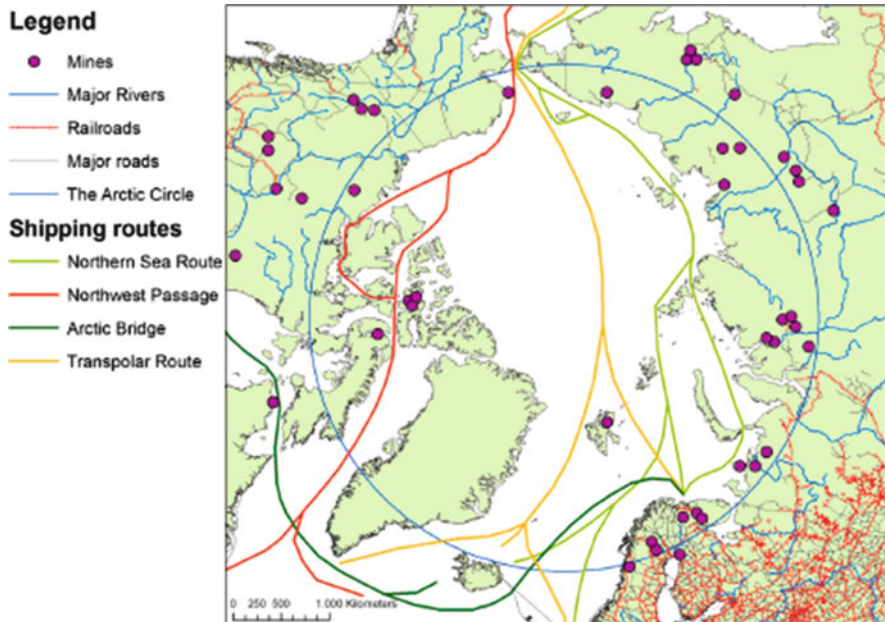 Legend
Mines
Major Rivers
Railroads
Major roads
The Arctic Circle
Shipping routes
Northern Sea Route
Northwest Passage
Arctic Bridge
Transpolar Route
0 250 500 1.000 Kilometers